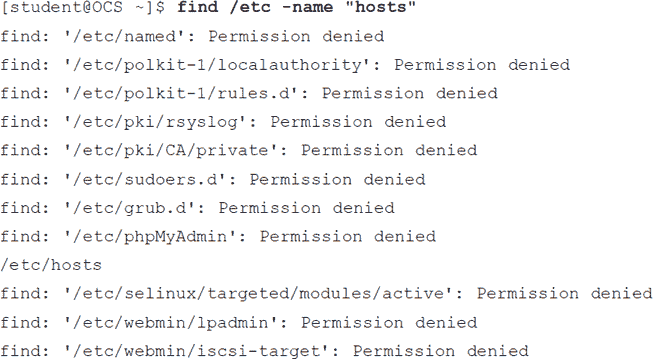 [student@OCS ~]$ find /etc -name "hosts"
find: '/etc/named': Permission denied
find: '/etc/polkit-1/localauthority': Permission denied
find: '/etc/polkit-1/rules.d': Permission denied
find: '/etc/pki/rsyslog': Permission denied
find: '/etc/pki/CA/private': Permission denied
find: '/etc/sudoers.d': Permission denied
find: '/etc/grub.d': Permission denied
find: '/etc/phpMyAdmin': Permission denied
/etc/hosts
find: '/etc/selinux/targeted/modules/active': Permission denied
find: '/etc/webmin/lpadmin': Permission denied
find: '/etc/webmin/iscsi-target': Permission denied